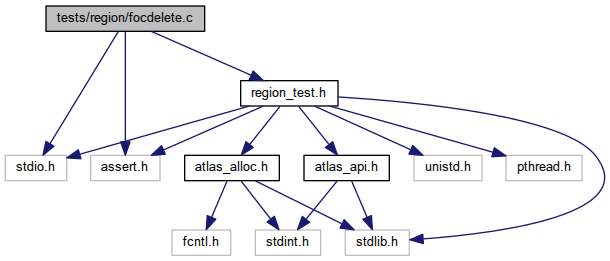 tests/region/focdelete.c
region_test.h
stdio.h
assert.h
atlas_alloc.h
atlas_api.h
unistd.h
pthread.h
fcntl.h
stdint.h
stdlib.h